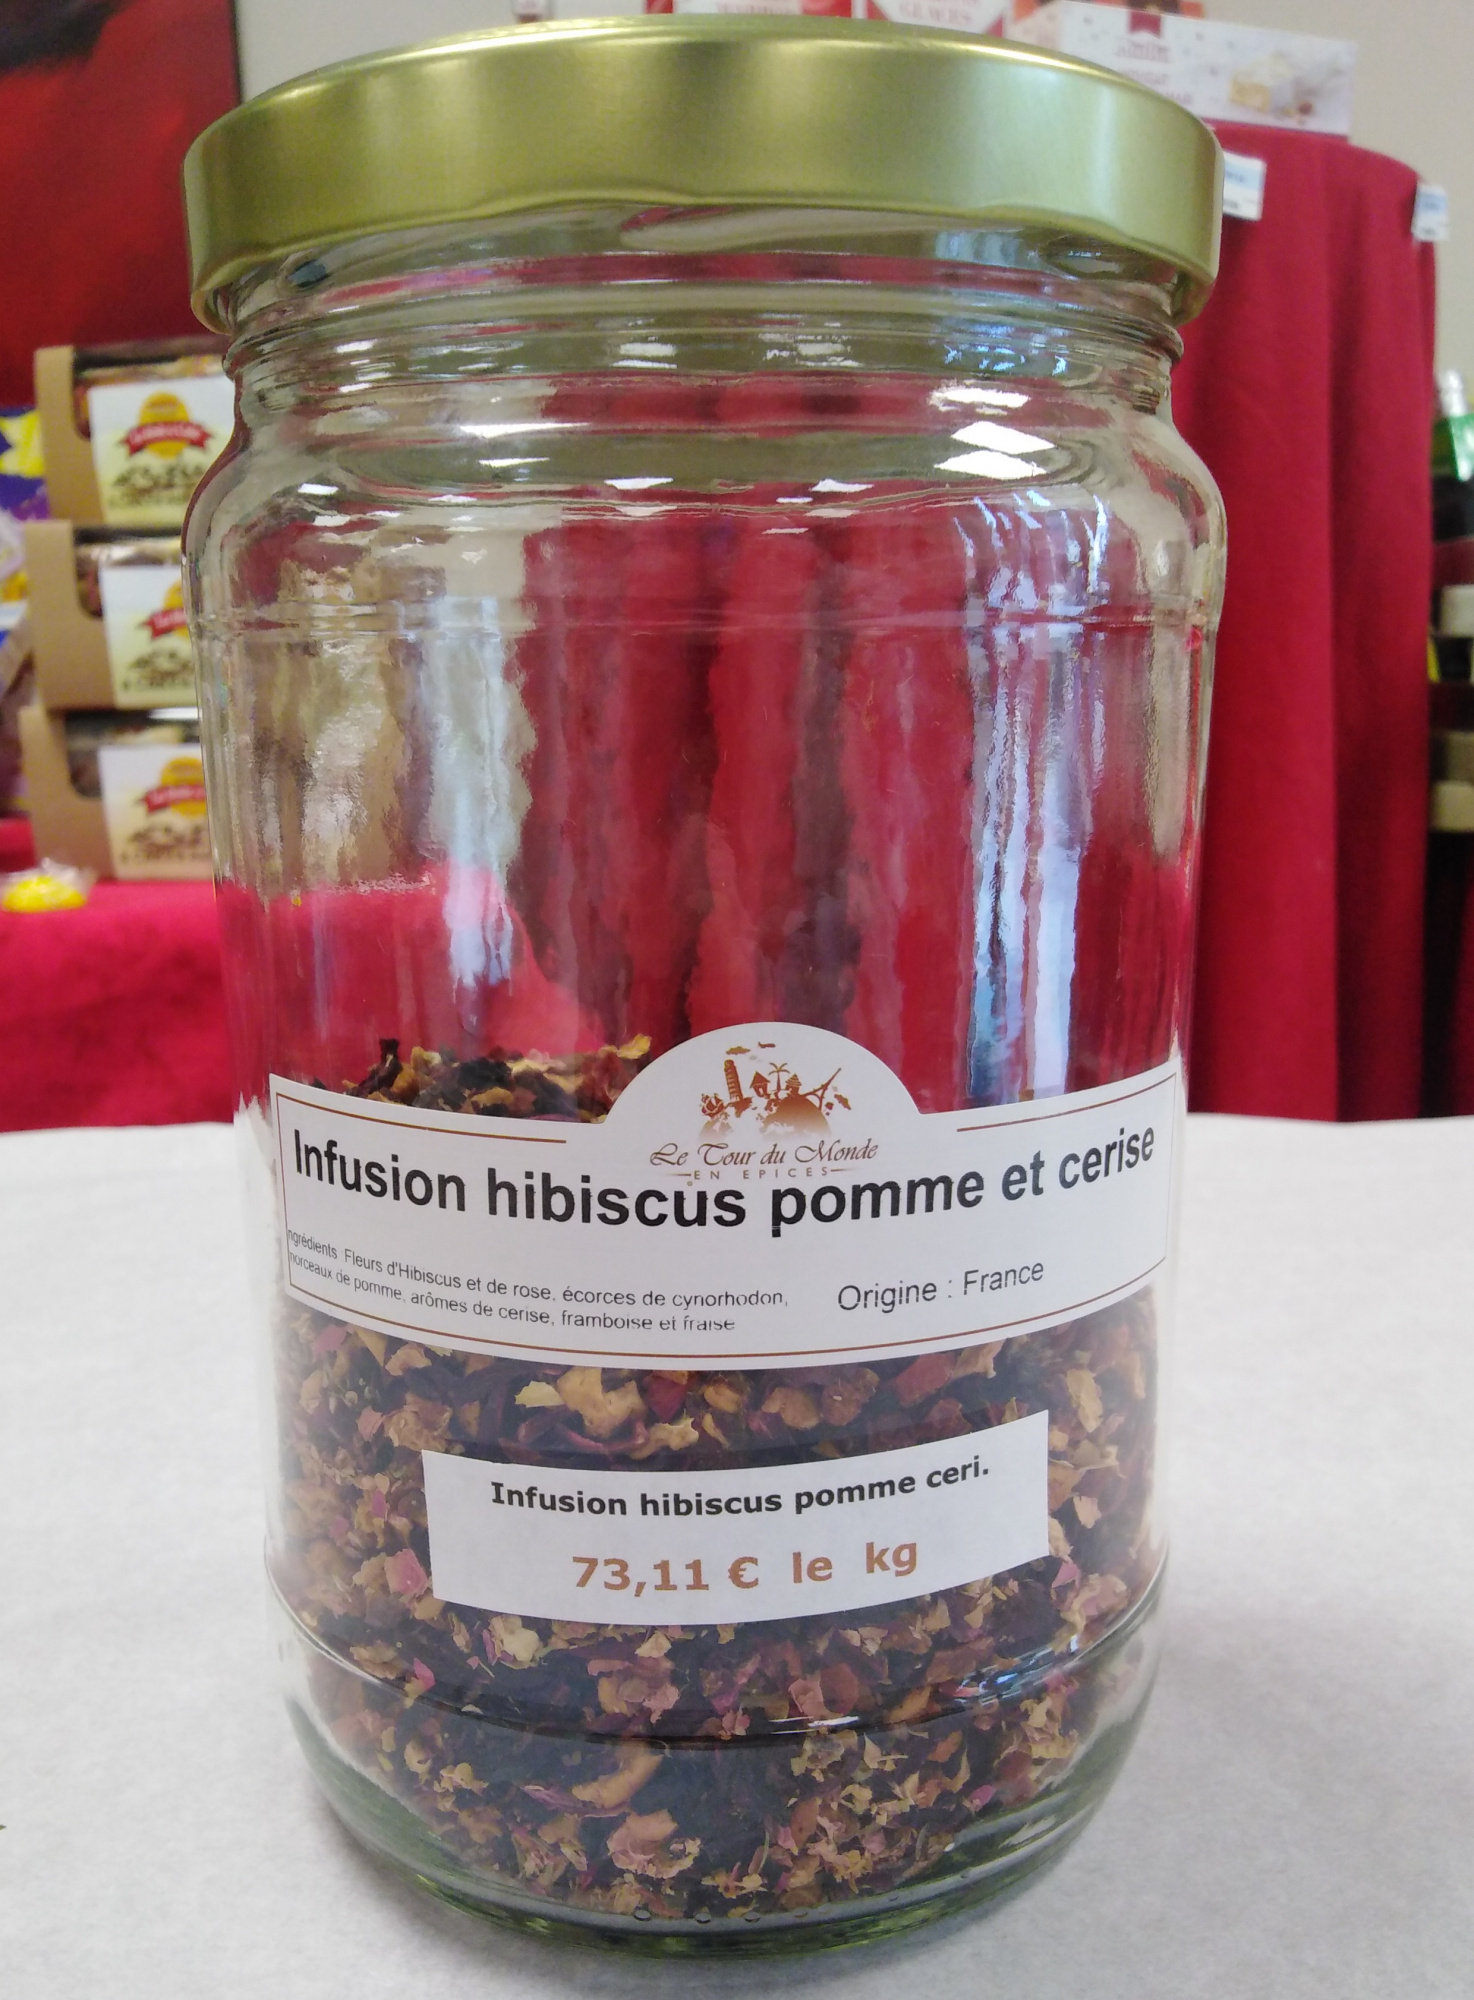 Le Tour du Monde
EN EPICES
Infusion hibiscus pomme et cerise
ngrédients Fleurs d'Hibiscus et de rose, écorces de cynorhodon,
morceaux de pomme, arômes de cerise, framboise et fraise
Origine : France
Infusion hibiscus pomme ceri.
73,11 € le kg